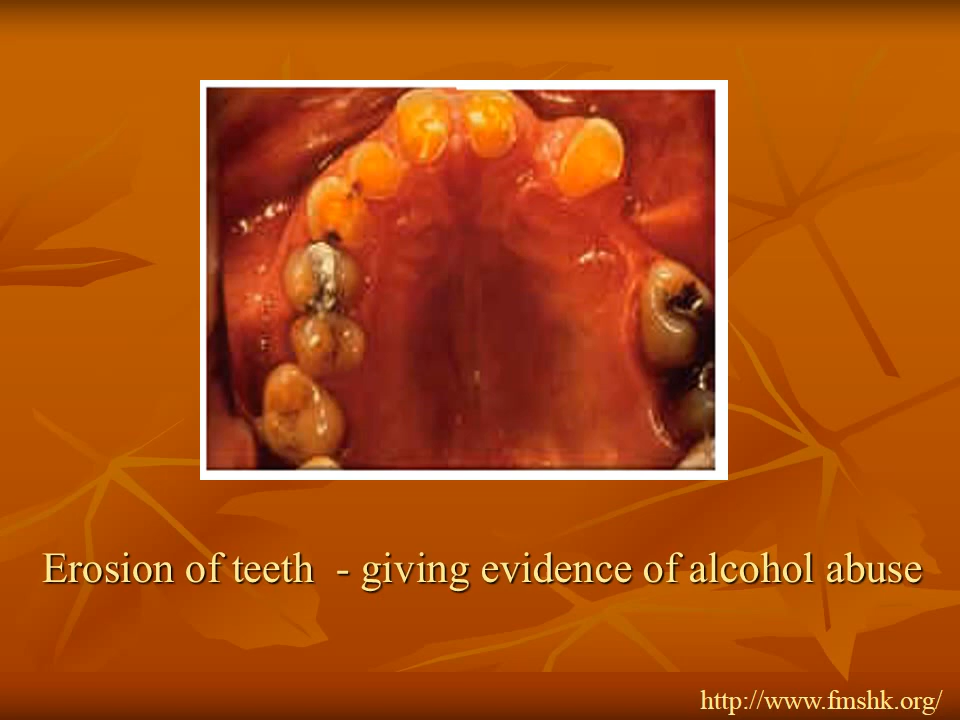 Erosion of teeth - giving evidence of alcohol abuse
http://www.fmshk.org/